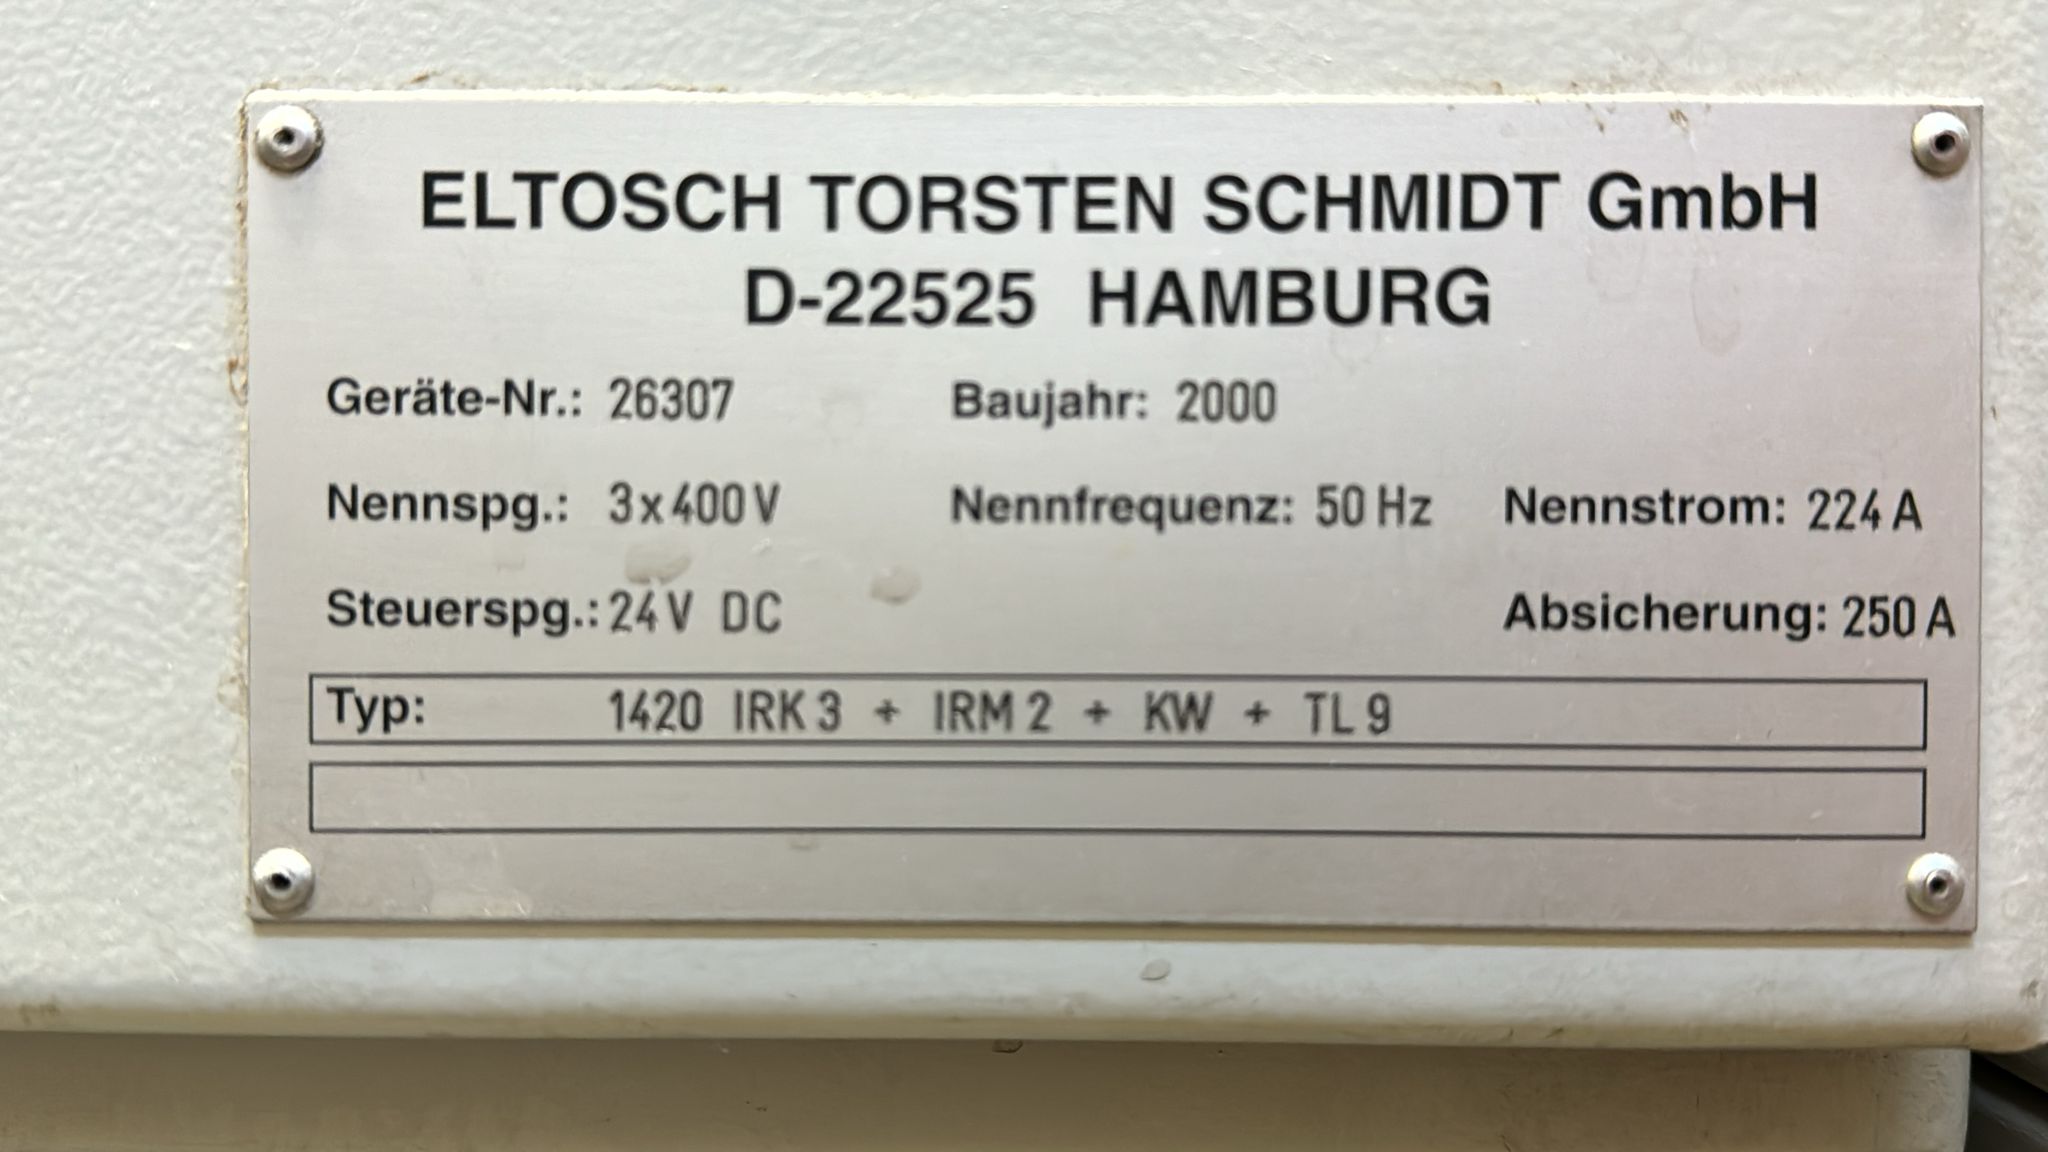 ELTOSCH TORSTEN SCHMIDT GmbH
D-22525 HAMBURG
Geräte-Nr.: 26307 Baujahr: 2000
Nennspg.: 3x400V Nennfrequenz: 50 Hz Nennstrom: 224 A
Steuerspg.: 24V DC Absicherung: 250 A
Typ: 1420 IRK 3 + IRM 2 + KW + TL 9